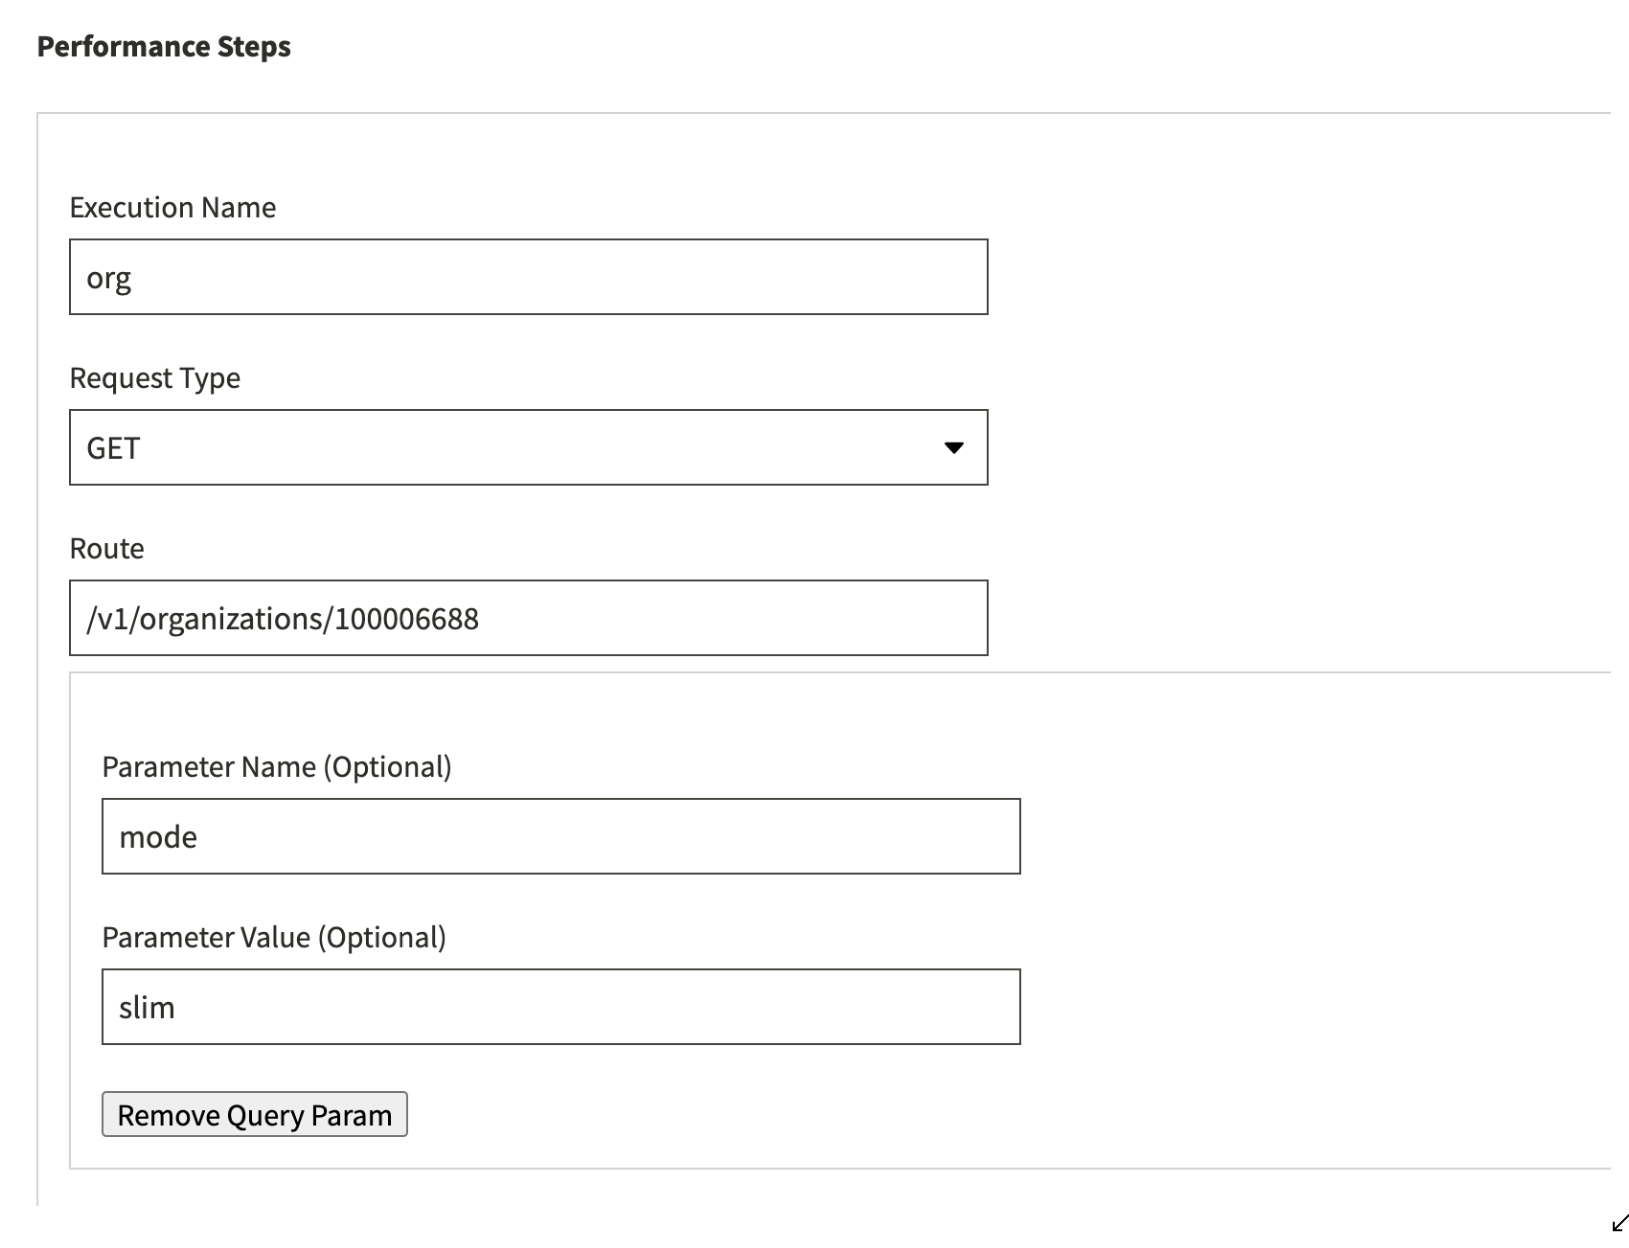 Performance Steps
Execution Name
org
Request Type
GET
Route
/v1/organizations/100006688
Parameter Name (Optional)
mode
Parameter Value (Optional)
slim
Remove Query Param